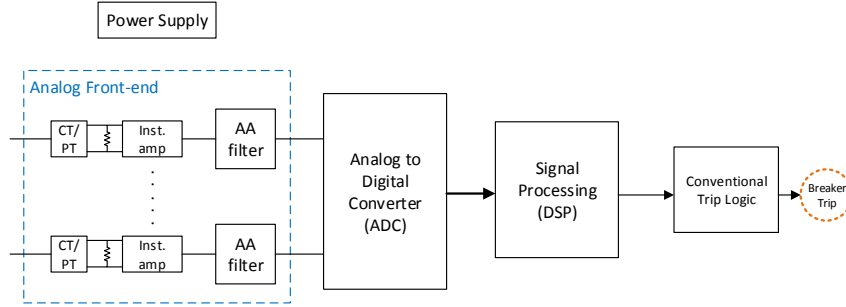 Power Supply
Analog Front-end
CT/
PT
Inst.
amp
AA
filter
CT/
PT
Inst.
amp
AA
filter
Analog to
Digital
Converter
(ADC)
Signal
Processing
(DSP)
Conventional
Trip Logic
Breaker
Trip